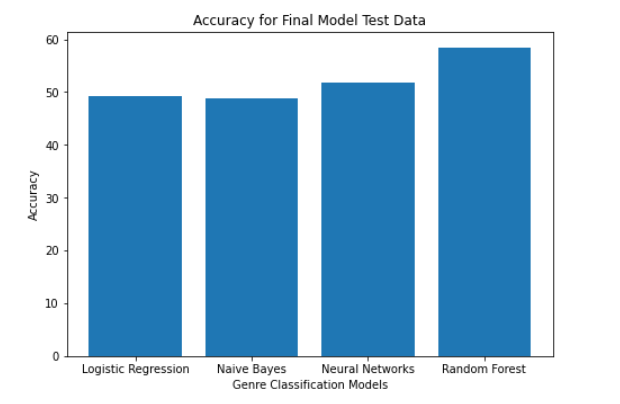 Accuracy for Final Model Test Data
60
50
40
30
20
10
0
Accuracy
Logistic Regression Naive Bayes Neural Networks Random Forest
Genre Classification Models